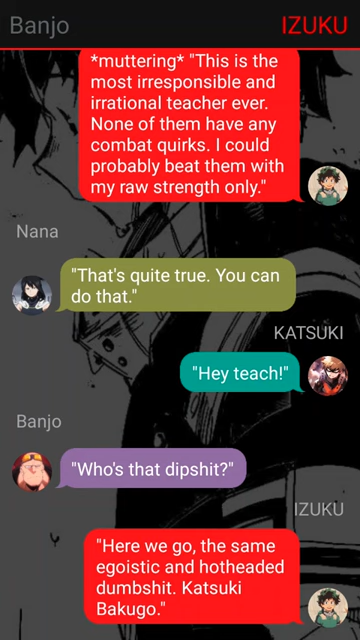 Banjo IZUKU
*muttering* "This is the
most irresponsible and
irrational teacher ever.
None of them have any
combat quirks. I could
probably beat them with
my raw strength only."
Nana
"That's quite true. You can
do that."
KATSUKI
"Hey teach!"
Banjo
"Who's that dipshit?"
IZUKU
"Here we go, the same
egoistic and hotheaded
dumbshit. Katsuki
Bakugo."